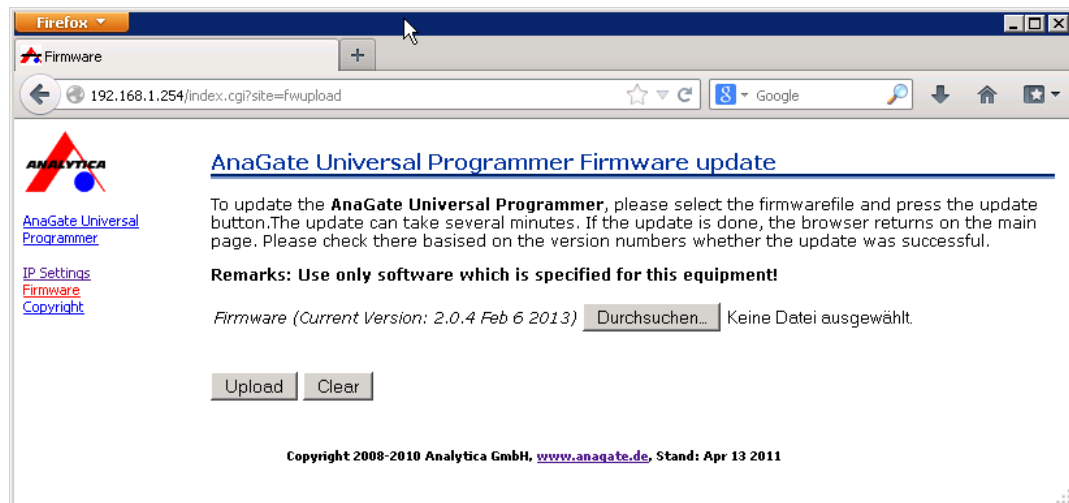 Firefox
Firmware
192.168.1.254/index.cgi?site=fwupload
8
Google
ANALYTICA
AnaGate Universal Programmer
IP Settings
Firmware
Copyright
AnaGate Universal Programmer Firmware update
To update the AnaGate Universal Programmer, please select the firmwarefile and press the update
button.The update can take several minutes. If the update is done, the browser returns on the main
page. Please check there basised on the version numbers whether the update was successful.
Remarks: Use only software which is specified for this equipment!
Firmware (Current Version: 2.0.4 Feb 6 2013) Durchsuchen... Keine Datei ausgewählt.
Upload Clear
Copyright 2008-2010 Analytica GmbH, www.anagate.de, Stand: Apr 13 2011